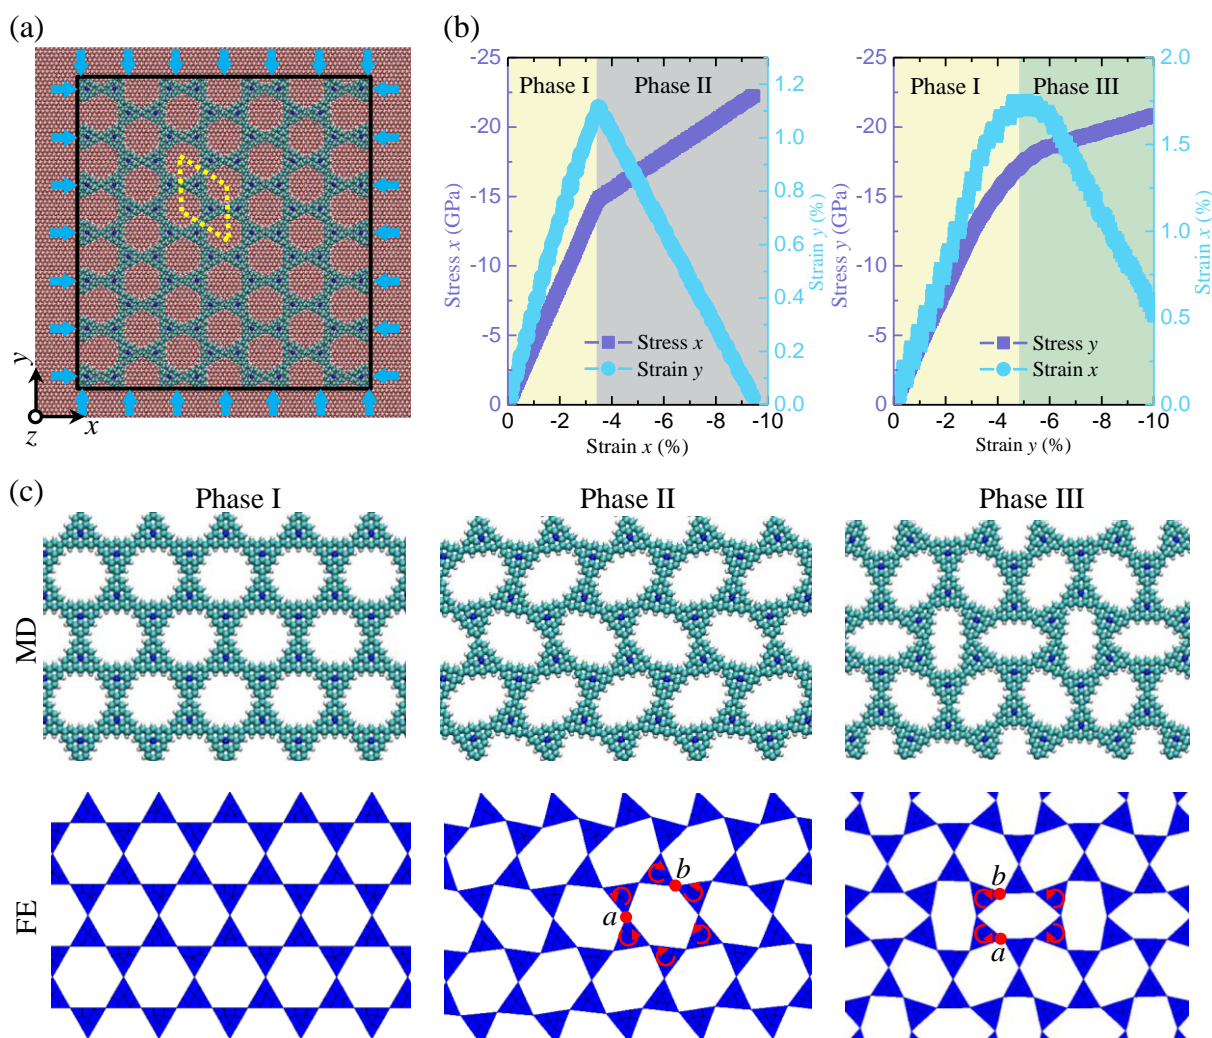 (a)
y
z
x
(b)
-25
-20
-15
-10
-5
0
Stress x (GPa)
Phase I
Phase II
Stress x
Strain y
0
-2
-4
-6
-8
-10
Strain x (%)
1.2
1.0
0.8
0.6
0.4
0.2
0.0
Strain y (%)
-25
-20
-15
-10
-5
0
Stress y (GPa)
Phase I
Phase III
Stress y
Strain x
0
-2
-4
-6
-8
-10
Strain y (%)
2.0
1.5
1.0
0.5
0.0
Strain x (%)
(c)
Phase I
Phase II
Phase III
MD
FE
b
a
b
a